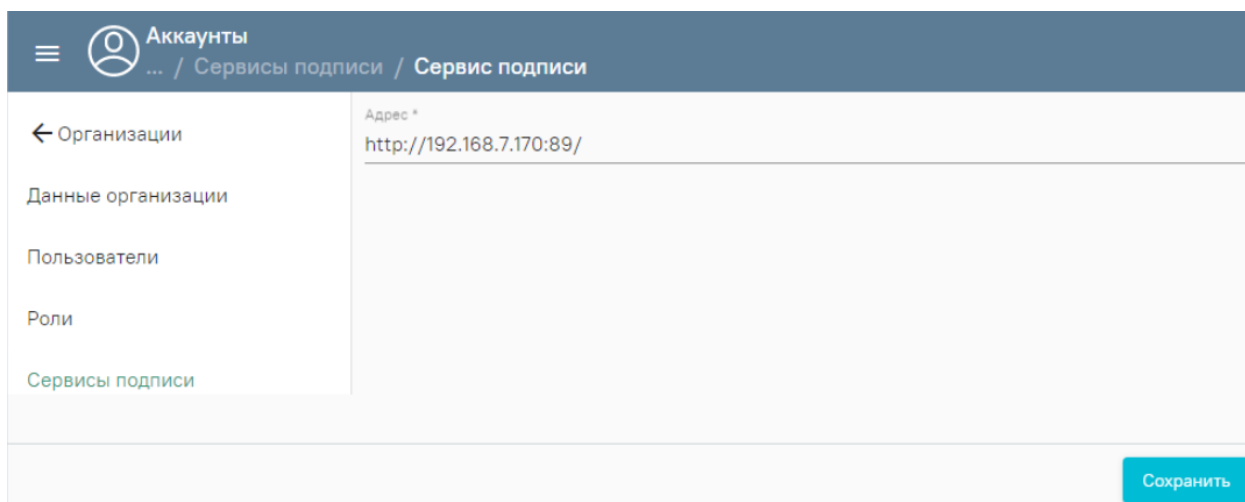 Аккаунты
... / Сервисы подписи / Сервис подписи
Организации
Данные организации
Пользователи
Роли
Сервисы подписи
Адрес *
http://192.168.7.170:89/
Сохранить